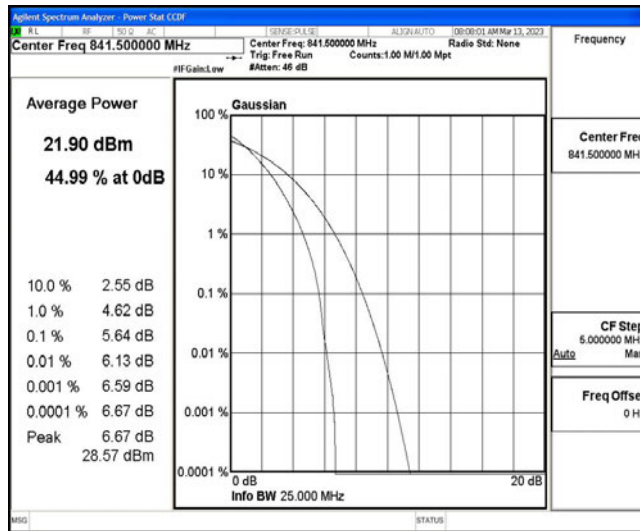 Agilent Spectrum Analyzer - Power Stat CCDF
RL RF 50 Ω AC SENSE:PULSE ALIGN AUTO 08:08:01 AM Mar 13, 2023
Center Freq 841.500000 MHz
Center Freq: 841.500000 MHz Radio Std: None
Trig: Free Run Counts:1.00 M/1.00 Mpt
#IFGain:Low #Atten: 46 dB
Frequency
Average Power
21.90 dBm
44.99 % at 0dB
10.0 % 2.55 dB
1.0 % 4.62 dB
0.1 % 5.64 dB
0.01 % 6.13 dB
0.001 % 6.59 dB
0.0001 % 6.67 dB
Peak 6.67 dB
28.57 dBm
Gaussian
100 %
10 %
1 %
0.1 %
0.01 %
0.001 %
0.0001 %
0 dB 20 dB
Info BW 25.000 MHz
Center Fre
841.500000 MH
CF Step
5.000000 MH
Auto Ma
Freq Offse
0 H
MSG STATUS